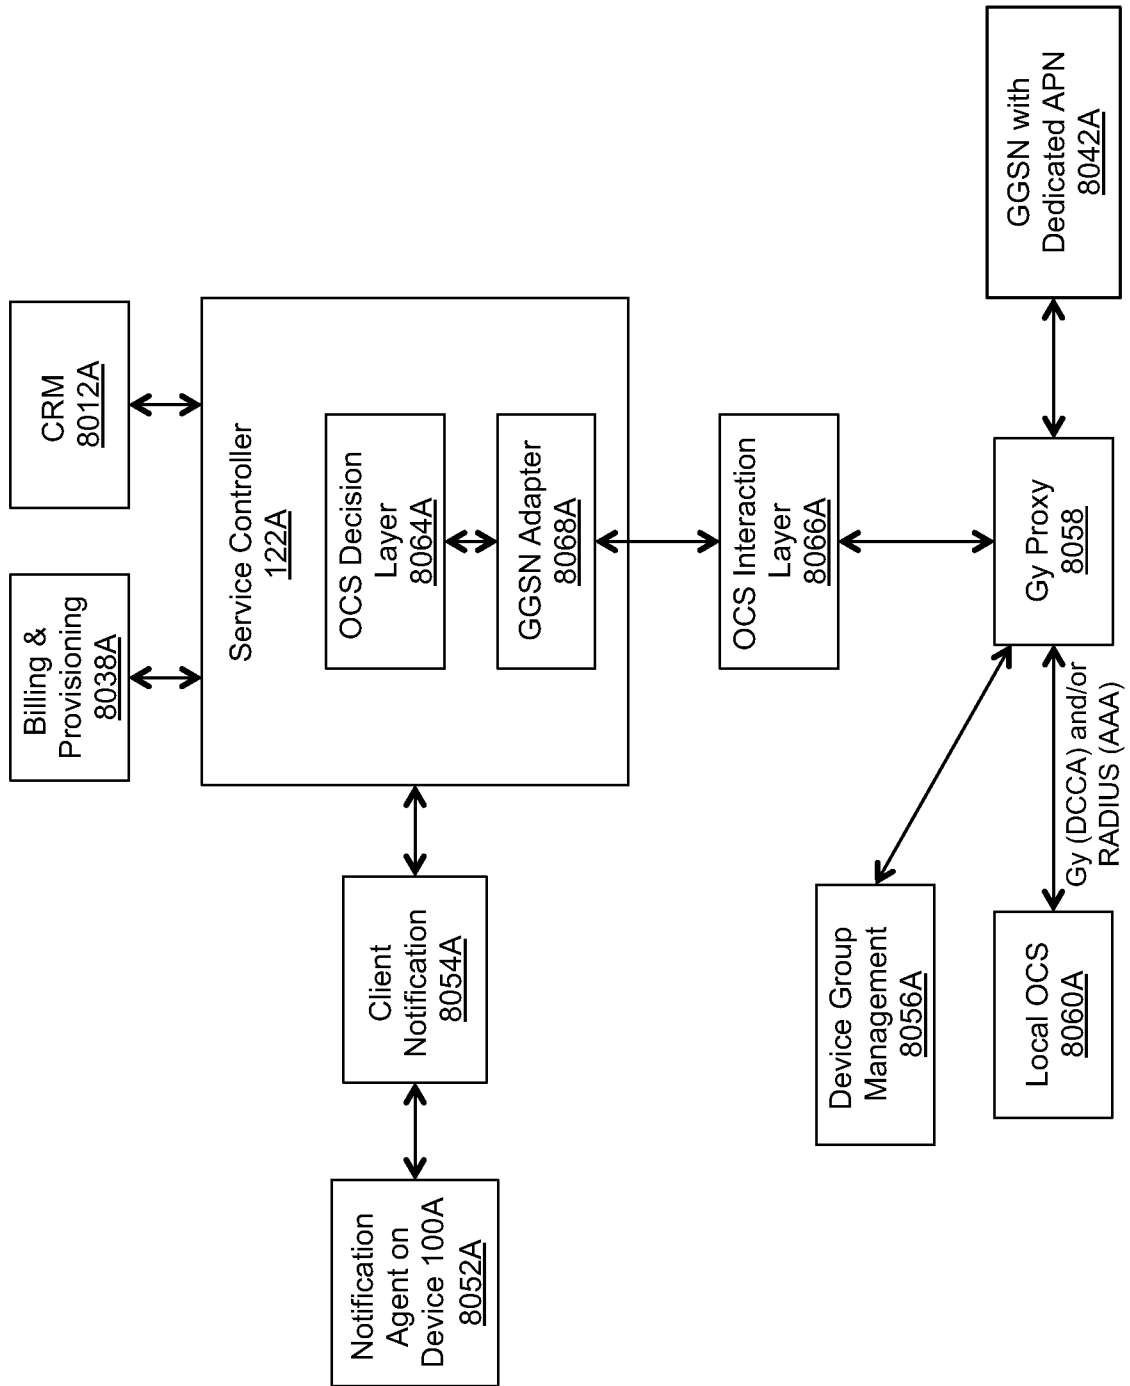 Billing &
Provisioning
8038A
CRM
8012A
Service Controller
122A
OCS Decision
Layer
8064A
GGSN Adapter
8068A
Notification
Agent on
Device 100A
8052A
Client
Notification
8054A
OCS Interaction
Layer
8066A
Device Group
Management
8056A
Local OCS
8060A
Gy (DCCA) and/or
RADIUS (AAA)
Gy Proxy
8058
GGSN with
Dedicated APN
8042A